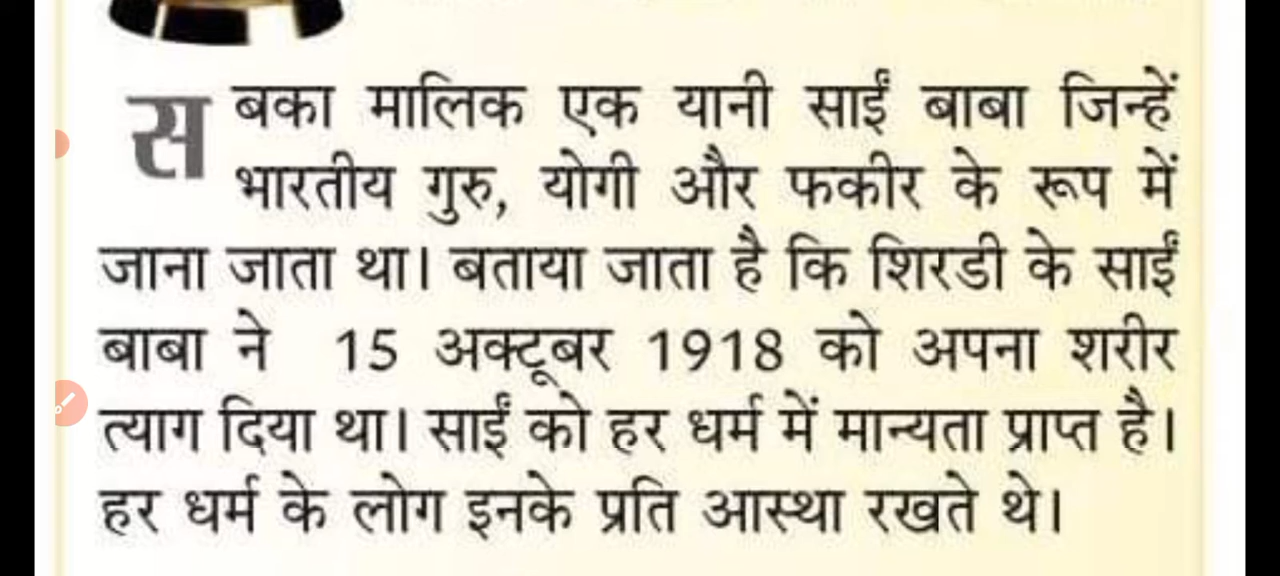 सबका मालिक एक यानी साईं बाबा जिन्हें
भारतीय गुरु, योगी और फकीर के रूप में
जाना जाता था। बताया जाता है कि शिरडी के साईं
बाबा ने 15 अक्टूबर 1918 को अपना शरीर
त्याग दिया था। साईं को हर धर्म में मान्यता प्राप्त है।
हर धर्म के लोग इनके प्रति आस्था रखते थे।